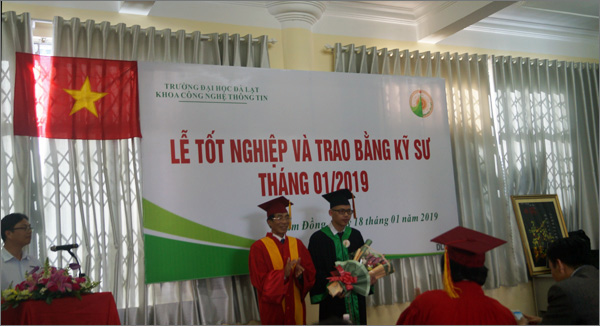 TRƯỜNG ĐẠI HỌC ĐÀ LẠT
KHOA CÔNG NGHỆ THÔNG TIN
LỄ TỐT NGHIỆP VÀ TRAO BẰNG KỸ SƯ
THÁNG 01/2019
Đồng, 18 tháng 01 năm 2019